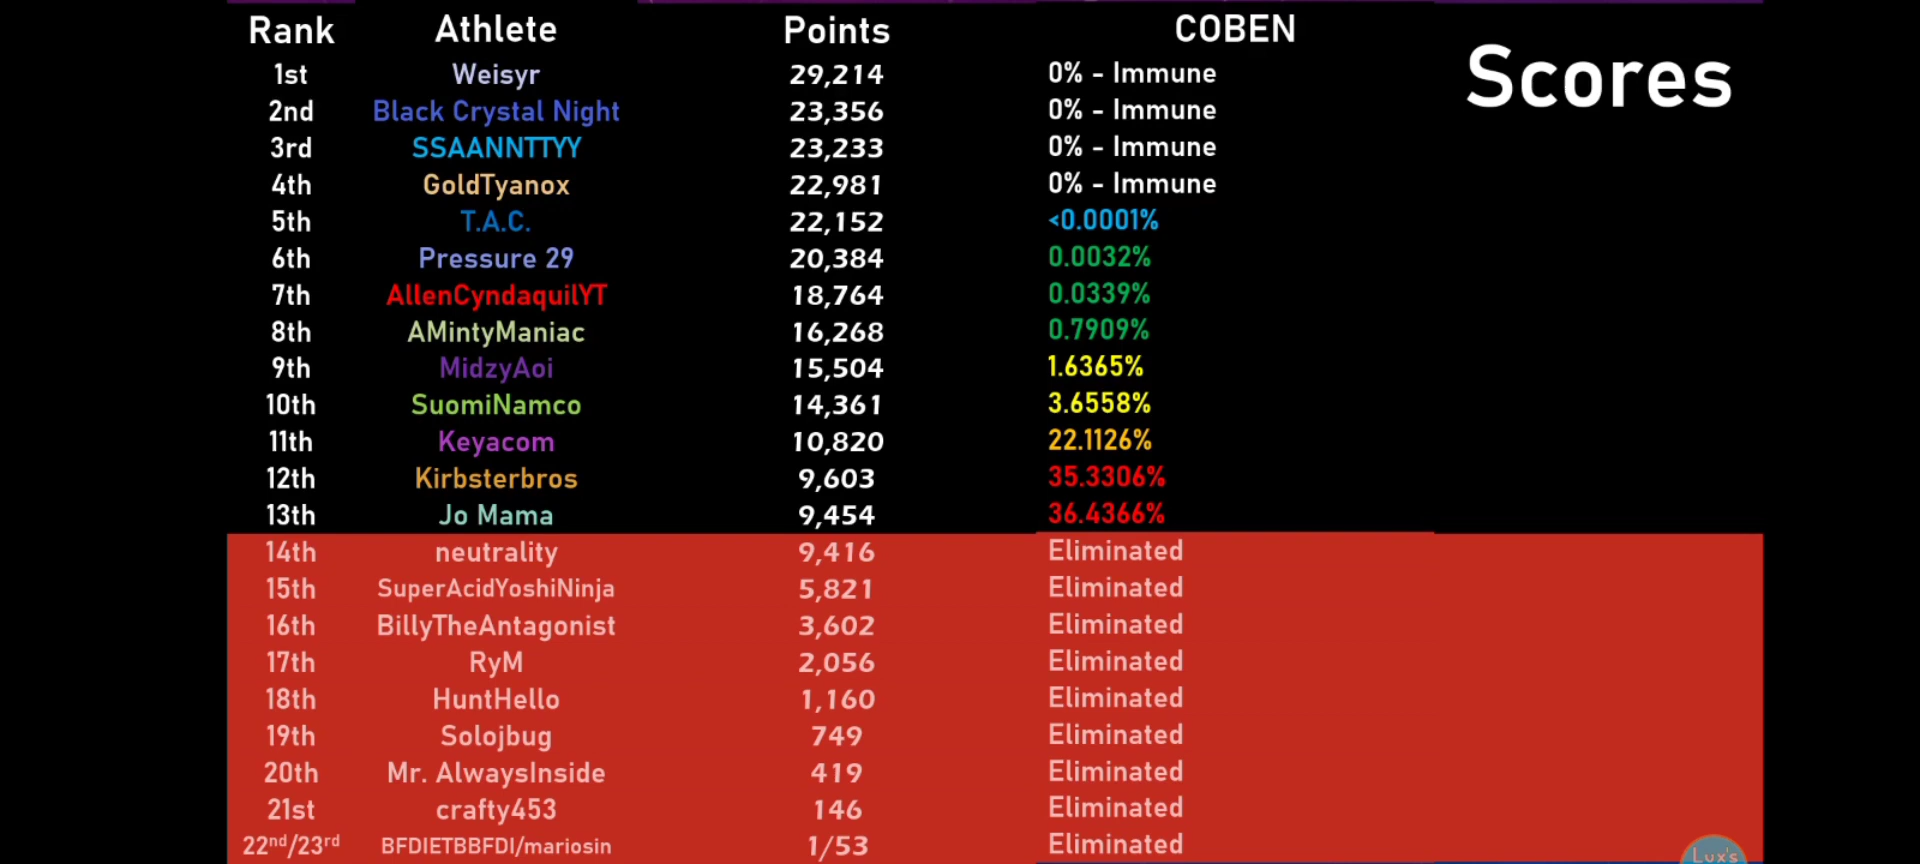 Rank Athlete Points COBEN
Scores
1st Weisyr 29,214 0% - Immune
2nd Black Crystal Night 23,356 0% - Immune
3rd SSAANNTTYY 23,233 0% - Immune
4th GoldTyanox 22,981 0% - Immune
5th T.A.C. 22,152 <0.0001%
6th Pressure 29 20,384 0.0032%
7th AllenCyndaquilYT 18,764 0.0339%
8th AMintyManiac 16,268 0.7909%
9th MidzyAoi 15,504 1.6365%
10th SuomiNamco 14,361 3.6558%
11th Keyacom 10,820 22.1126%
12th Kirbsterbros 9,603 35.3306%
13th Jo Mama 9,454 36.4366%
14th neutrality 9,416 Eliminated
15th SuperAcidYoshiNinja 5,821 Eliminated
16th BillyTheAntagonist 3,602 Eliminated
17th RyM 2,056 Eliminated
18th HuntHello 1,160 Eliminated
19th Solojbug 749 Eliminated
20th Mr. AlwaysInside 419 Eliminated
21st crafty453 146 Eliminated
22nd/23rd BFDIETBBFDI/mariosin 1/53 Eliminated
Lux's